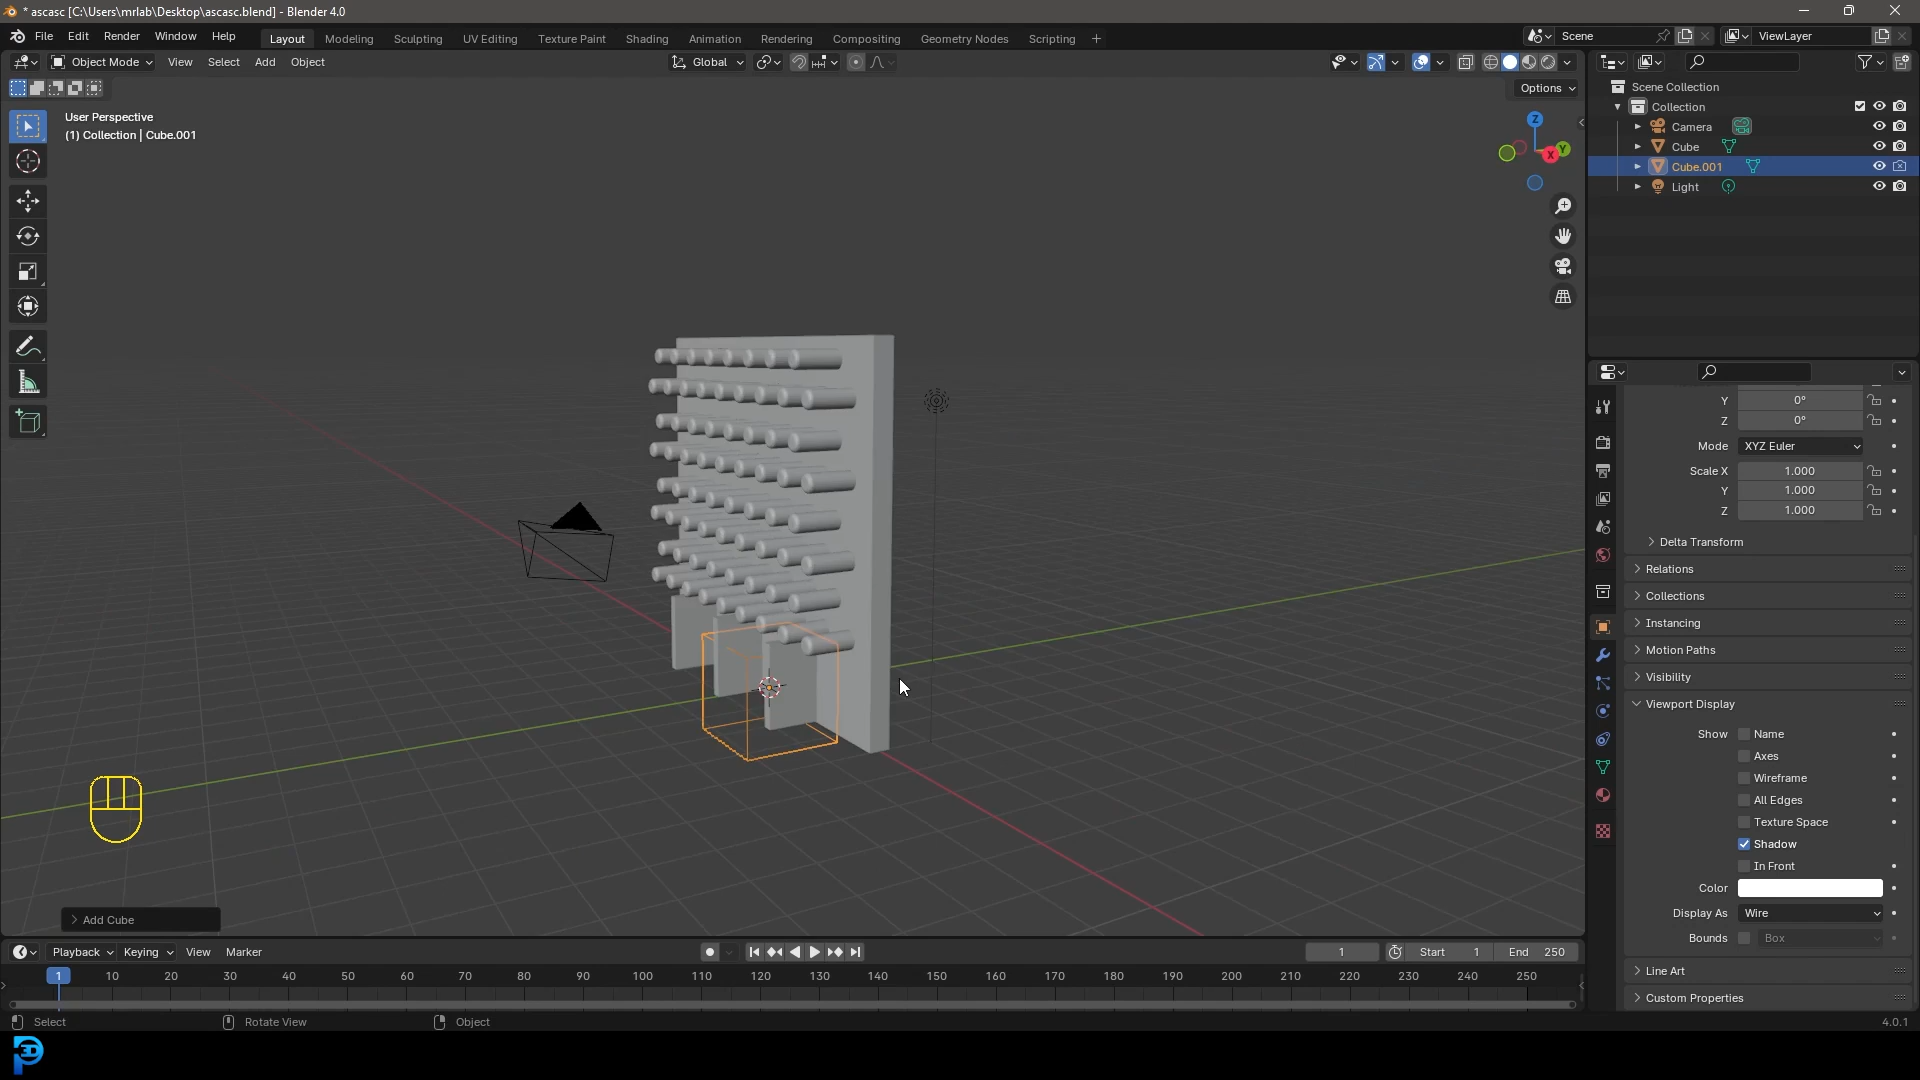 * ascasc [C:\Users\mrlab\Desktop\ascasc.blend] - Blender 4.0
File Edit Render Window Help
Layout Modeling Sculpting UV Editing Texture Paint Shading Animation Rendering Compositing Geometry Nodes Scripting +
Scene
ViewLayer
Object Mode View Select Add Object
Global
Options
User Perspective
(1) Collection | Cube.001
Z
X
Y
Scene Collection
Collection
Camera
Cube
Cube.001
Light
Y 0°
Z 0°
Mode XYZ Euler
Scale X 1.000
Y 1.000
Z 1.000
Delta Transform
Relations
Collections
Instancing
Motion Paths
Visibility
Viewport Display
Show Name
Axes
Wireframe
All Edges
Texture Space
Shadow
In Front
Color
Display As Wire
Bounds Box
Line Art
Custom Properties
Add Cube
Playback Keying View Marker
1 Start 1 End 250
1 10 20 30 40 50 60 70 80 90 100 110 120 130 140 150 160 170 180 190 200 210 220 230 240 250
Select Rotate View Object
4.0.1
3D